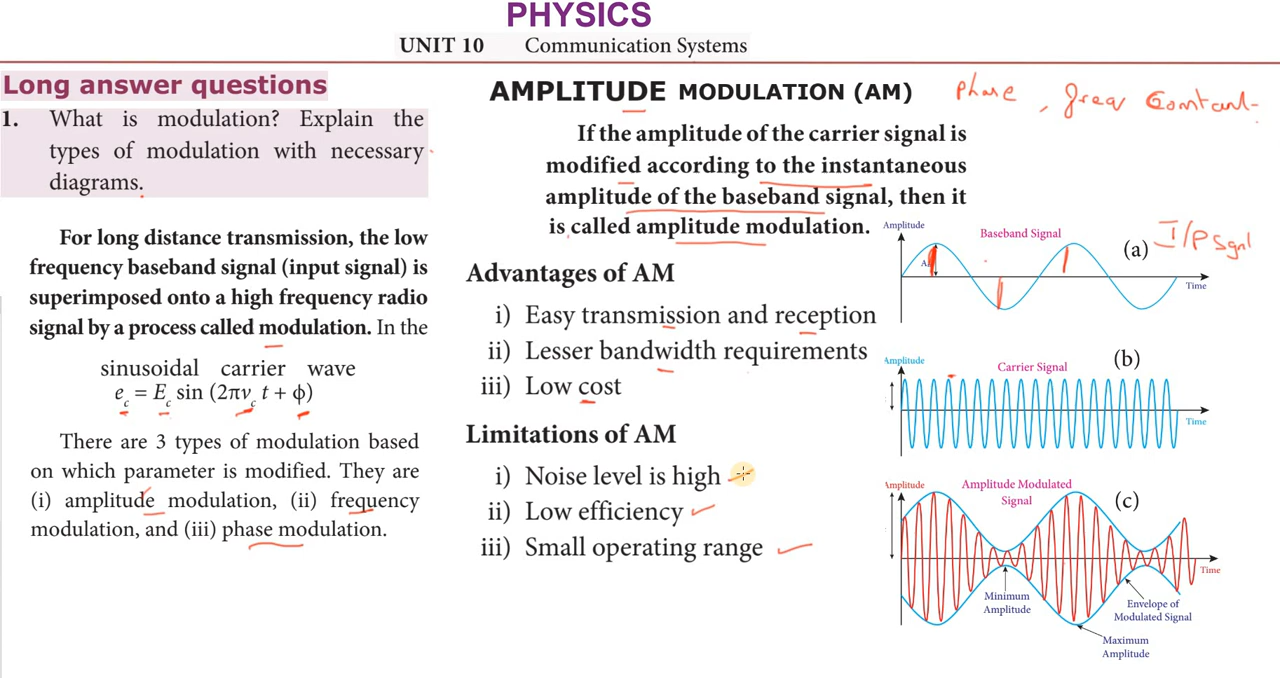 PHYSICS
UNIT 10 Communication Systems
Long answer questions
1. What is modulation? Explain the
types of modulation with necessary
diagrams.
For long distance transmission, the low
frequency baseband signal (input signal) is
superimposed onto a high frequency radio
signal by a process called modulation. In the
sinusoidal carrier wave
e_c = E_c sin (2πν_c t + ϕ)
There are 3 types of modulation based
on which parameter is modified. They are
(i) amplitude modulation, (ii) frequency
modulation, and (iii) phase modulation.
AMPLITUDE MODULATION (AM)
phase , freq Constant
If the amplitude of the carrier signal is
modified according to the instantaneous
amplitude of the baseband signal, then it
is called amplitude modulation.
Advantages of AM
i) Easy transmission and reception
ii) Lesser bandwidth requirements
iii) Low cost
Limitations of AM
i) Noise level is high
ii) Low efficiency
iii) Small operating range
Amplitude
Baseband Signal
(a) I/P Sgnl
A
Time
Amplitude
Carrier Signal
(b)
Time
Amplitude
Amplitude Modulated
Signal
(c)
Time
Minimum
Amplitude
Envelope of
Modulated Signal
Maximum
Amplitude